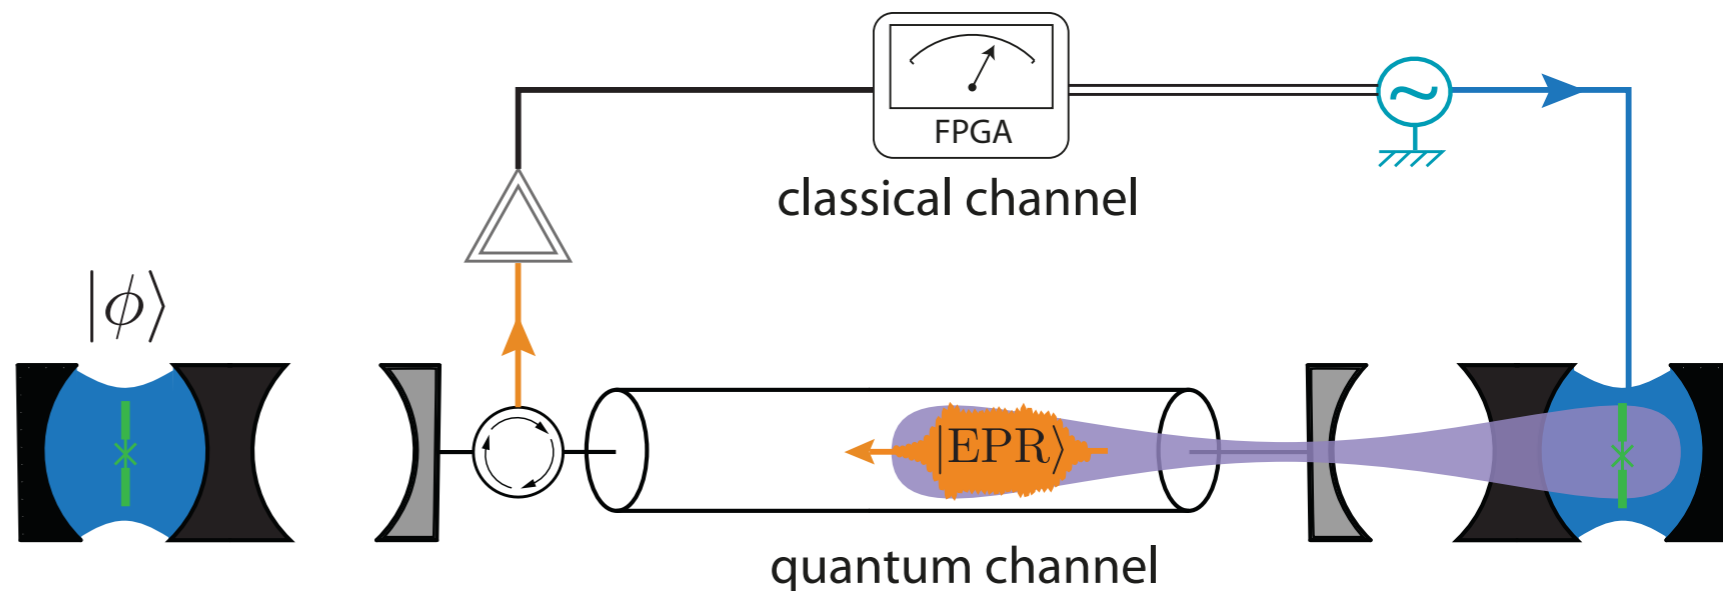 FPGA
classical channel
|ϕ⟩
|EPR⟩
quantum channel